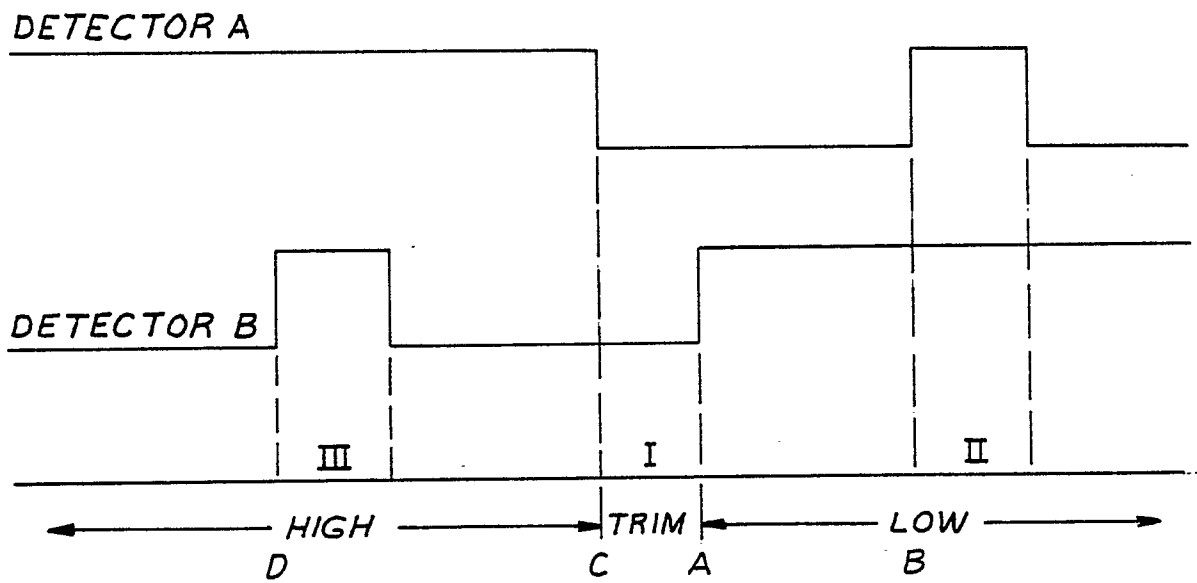 DETECTOR A
DETECTOR B
III I II
HIGH TRIM LOW
D C A B